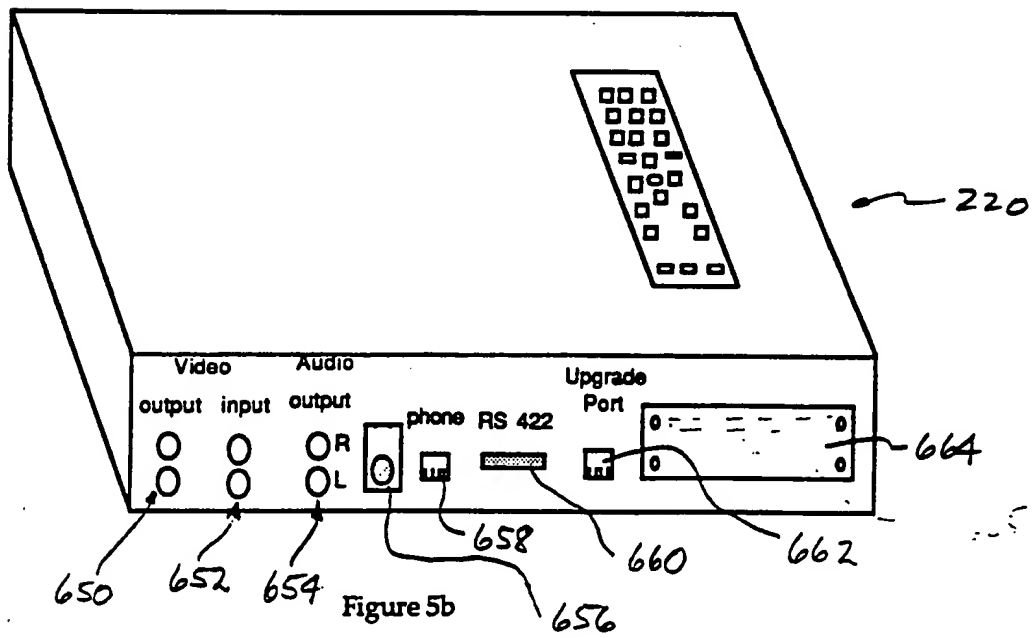 220
Video
Audio
Upgrade
Port
output
input
output
phone
RS 422
R
L
664
658
660
662
650
652
654
656
Figure 5b